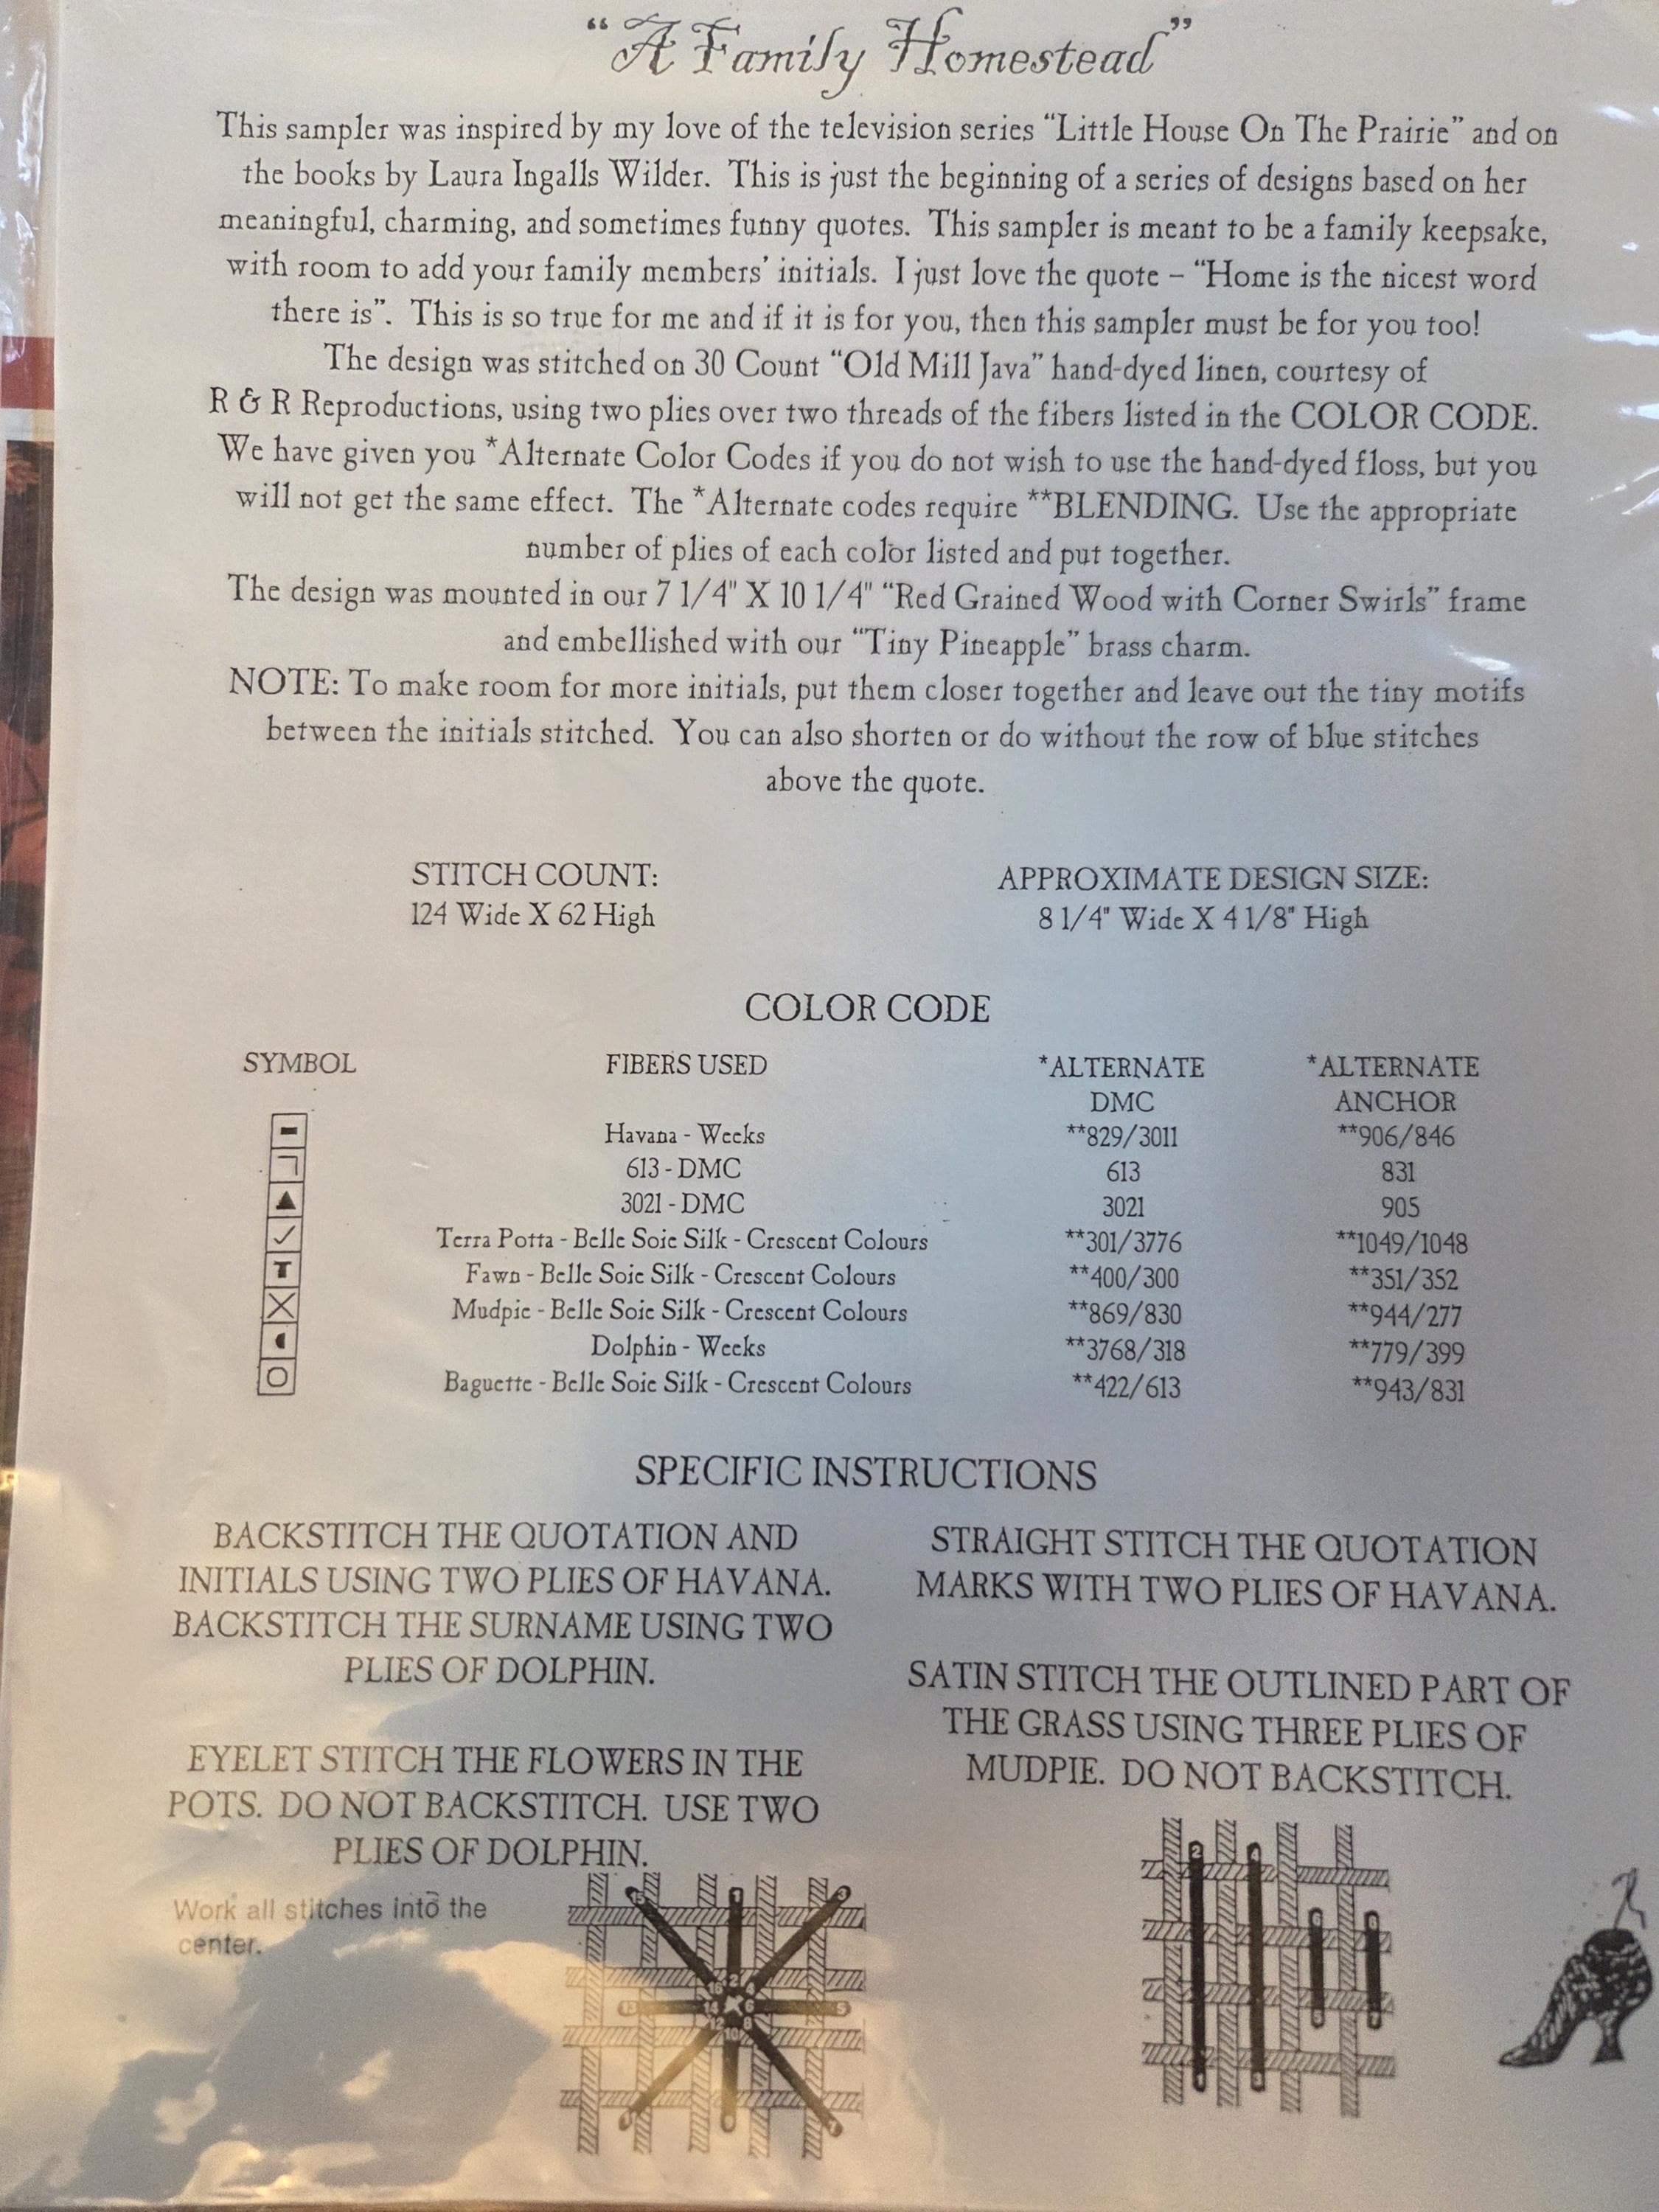 “A Family Homestead”
This sampler was inspired by my love of the television series “Little House On The Prairie” and on
the books by Laura Ingalls Wilder. This is just the beginning of a series of designs based on her
meaningful, charming, and sometimes funny quotes. This sampler is meant to be a family keepsake,
with room to add your family members’ initials. I just love the quote – “Home is the nicest word
there is”. This is so true for me and if it is for you, then this sampler must be for you too!
The design was stitched on 30 Count “Old Mill Java” hand-dyed linen, courtesy of
R & R Reproductions, using two plies over two threads of the fibers listed in the COLOR CODE.
We have given you *Alternate Color Codes if you do not wish to use the hand-dyed floss, but you
will not get the same effect. The *Alternate codes require **BLENDING. Use the appropriate
number of plies of each color listed and put together.
The design was mounted in our 7 1/4" X 10 1/4" “Red Grained Wood with Corner Swirls” frame
and embellished with our “Tiny Pineapple” brass charm.
NOTE: To make room for more initials, put them closer together and leave out the tiny motifs
between the initials stitched. You can also shorten or do without the row of blue stitches
above the quote.
STITCH COUNT: APPROXIMATE DESIGN SIZE:
124 Wide X 62 High 8 1/4" Wide X 4 1/8" High
COLOR CODE
SYMBOL FIBERS USED *ALTERNATE *ALTERNATE
DMC ANCHOR
Havana - Weeks **829/3011 **906/846
613 - DMC 613 831
3021 - DMC 3021 905
Terra Potta - Belle Soie Silk - Crescent Colours **301/3776 **1049/1048
T Fawn - Belle Soie Silk - Crescent Colours **400/300 **351/352
Mudpie - Belle Soie Silk - Crescent Colours **869/830 **944/277
Dolphin - Weeks **3768/318 **779/399
Baguette - Belle Soie Silk - Crescent Colours **422/613 **943/831
SPECIFIC INSTRUCTIONS
BACKSTITCH THE QUOTATION AND
INITIALS USING TWO PLIES OF HAVANA.
BACKSTITCH THE SURNAME USING TWO
PLIES OF DOLPHIN.
EYELET STITCH THE FLOWERS IN THE
POTS. DO NOT BACKSTITCH. USE TWO
PLIES OF DOLPHIN.
Work all stitches into the
center.
STRAIGHT STITCH THE QUOTATION
MARKS WITH TWO PLIES OF HAVANA.
SATIN STITCH THE OUTLINED PART OF
THE GRASS USING THREE PLIES OF
MUDPIE. DO NOT BACKSTITCH.